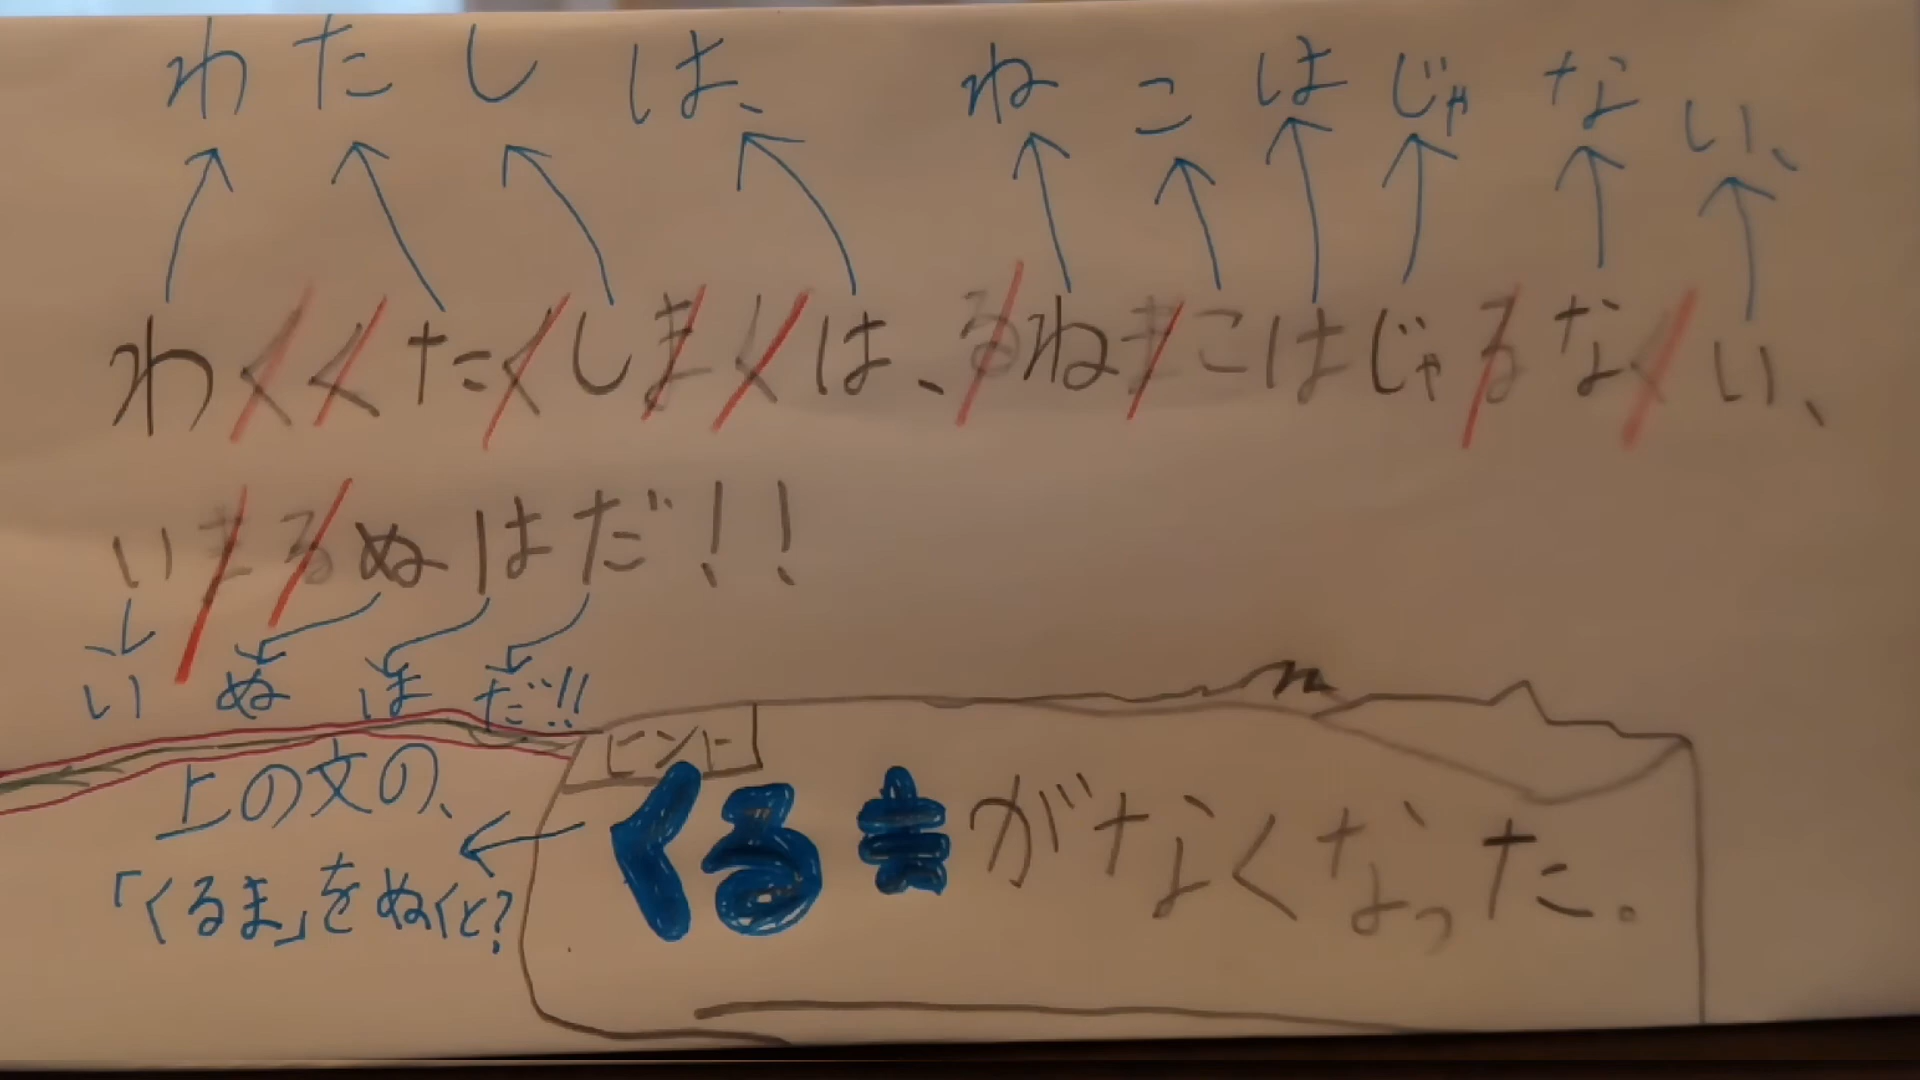 わたしは、ねこはじゃない、
わくくたくしまくは、るねまこはじゃるなくい、
いまるぬはだ!!
いぬはだ!!
上の文の、
「くるま」をぬくと?
ヒント
くるまがなくなった。